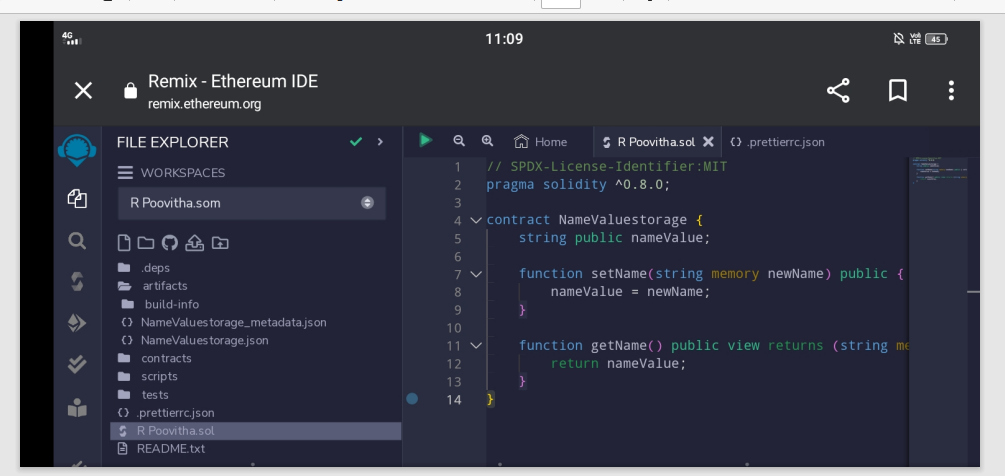 4G
11:09
Vo)) LTE
45
Remix - Ethereum IDE
remix.ethereum.org
FILE EXPLORER
WORKSPACES
R Poovitha.som
.deps
artifacts
build-info
NameValuestorage_metadata.json
NameValuestorage.json
contracts
scripts
tests
.prettierrc.json
R Poovitha.sol
README.txt
Home
R Poovitha.sol
.prettierrc.json
1 // SPDX-License-Identifier:MIT
2 pragma solidity ^0.8.0;
3
4 contract NameValuestorage {
5 string public nameValue;
6
7 function setName(string memory newName) public {
8 nameValue = newName;
9 }
10
11 function getName() public view returns (string me
12 return nameValue;
13 }
14 }